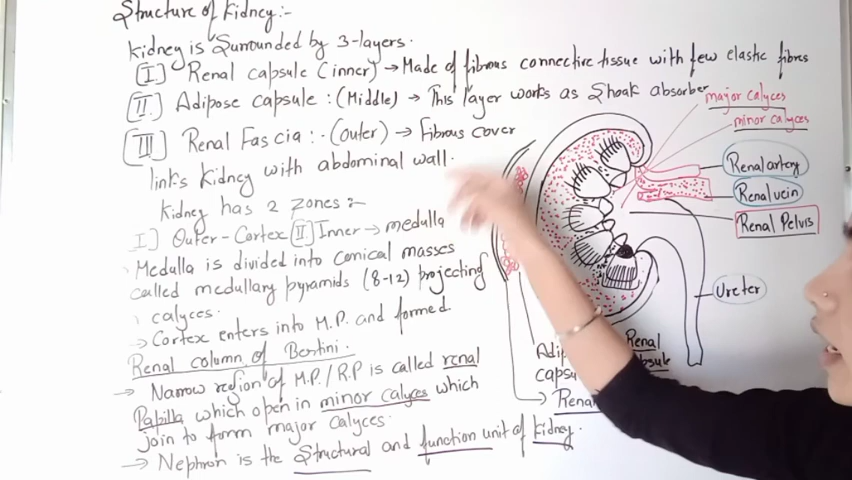 Structure of Kidney:-
Kidney is Surrounded by 3-layers.
(I) Renal capsule (inner) → Made of fibrous connective tissue with few elastic fibres
(II) Adipose capsule: (Middle) → This layer works as Shoak absorber
(III) Renal Fascia:- (outer) → Fibrous cover
links Kidney with abdominal wall.
Kidney has 2 zones:-
I) Outer-Cortex (II) Inner → medulla
Medulla is divided into Conical masses
called medullary pyramids (8-12) projecting
calyces.
→ Cortex enters into M.P. and formed
Renal column of Bertini.
→ Narrow region of M.P./R.P is called renal
Papilla which open in minor calyces which
join to form major calyces.
→ Nephron is the Structural and function unit of Kidney.
major calyces
minor calyces
Renal artery
Renal vein
Renal Pelvis
Ureter
Renal